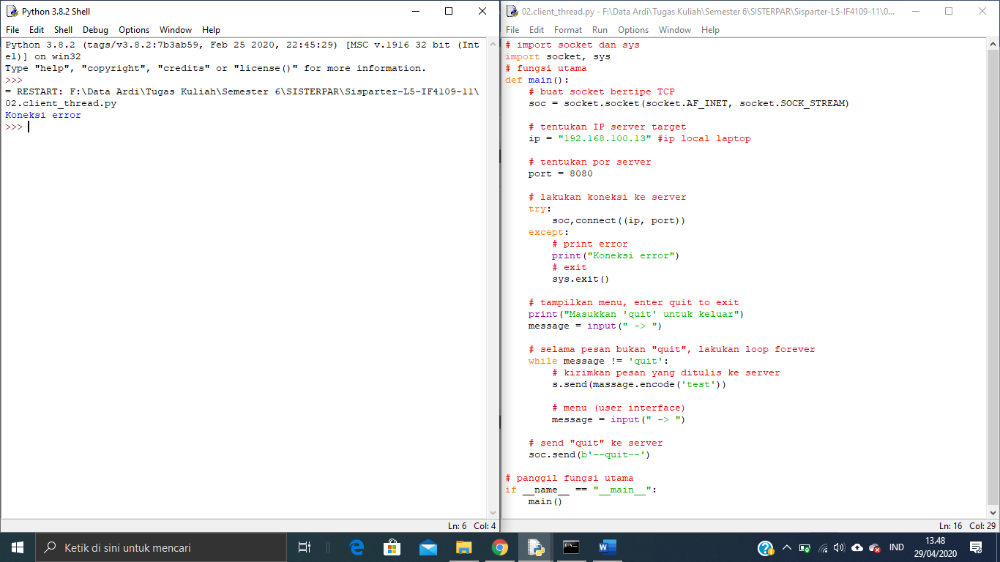 Python 3.8.2 Shell
File Edit Shell Debug Options Window Help
Python 3.8.2 (tags/v3.8.2:7b3ab59, Feb 25 2020, 22:45:29) [MSC v.1916 32 bit (Int
el)] on win32
Type "help", "copyright", "credits" or "license()" for more information.
>>>
= RESTART: F:\Data Ardi\Tugas Kuliah\Semester 6\SISTERPAR\Sisparter-L5-IF4109-11\
02.client_thread.py
Koneksi error
>>>
Ln: 6 Col: 4
02.client_thread.py - F:\Data Ardi\Tugas Kuliah\Semester 6\SISTERPAR\Sisparter-L5-IF4109-11\0...
File Edit Format Run Options Window Help
# import socket dan sys
import socket, sys
# fungsi utama
def main():
    # buat socket bertipe TCP
    soc = socket.socket(socket.AF_INET, socket.SOCK_STREAM)
    # tentukan IP server target
    ip = "192.168.100.13" #ip local laptop
    # tentukan por server
    port = 8080
    # lakukan koneksi ke server
    try:
        soc,connect((ip, port))
    except:
        # print error
        print("Koneksi error")
        # exit
        sys.exit()
    # tampilkan menu, enter quit to exit
    print("Masukkan 'quit' untuk keluar")
    message = input(" -> ")
    # selama pesan bukan "quit", lakukan loop forever
    while message != 'quit':
        # kirimkan pesan yang ditulis ke server
        s.send(massage.encode('test'))
        # menu (user interface)
        message = input(" -> ")
    # send "quit" ke server
    soc.send(b'--quit--')
# panggil fungsi utama
if __name__ == "__main__":
    main()
Ln: 16 Col: 29
Ketik di sini untuk mencari
IND
13.48
29/04/2020